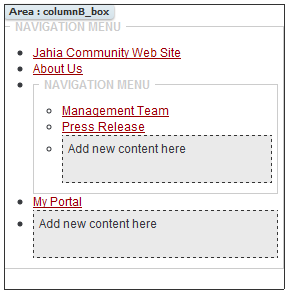 Area : columnB_box
NAVIGATION MENU
Jahia Community Web Site
About Us
NAVIGATION MENU
Management Team
Press Release
Add new content here
My Portal
Add new content here